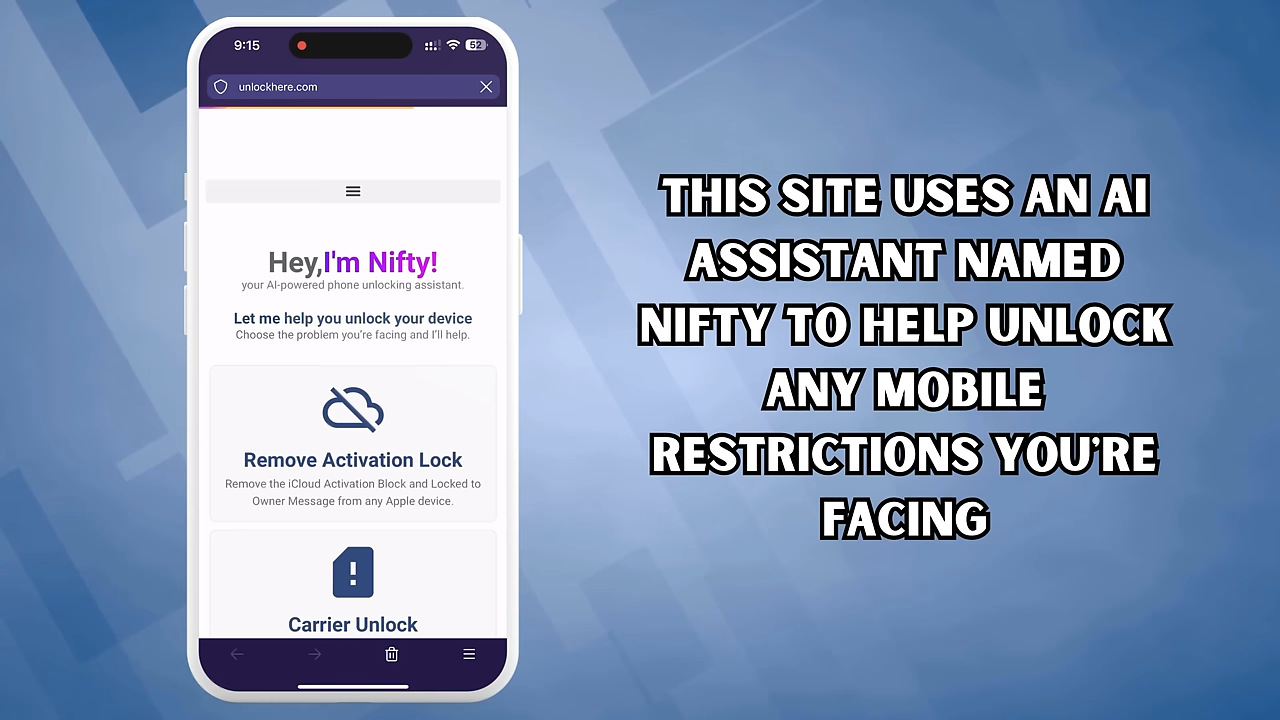 9:15
52
unlockhere.com
Hey,I'm Nifty!
your AI-powered phone unlocking assistant.
Let me help you unlock your device
Choose the problem you're facing and I'll help.
Remove Activation Lock
Remove the iCloud Activation Block and Locked to
Owner Message from any Apple device.
Carrier Unlock
THIS SITE USES AN AI
ASSISTANT NAMED
NIFTY TO HELP UNLOCK
ANY MOBILE
RESTRICTIONS YOU'RE
FACING